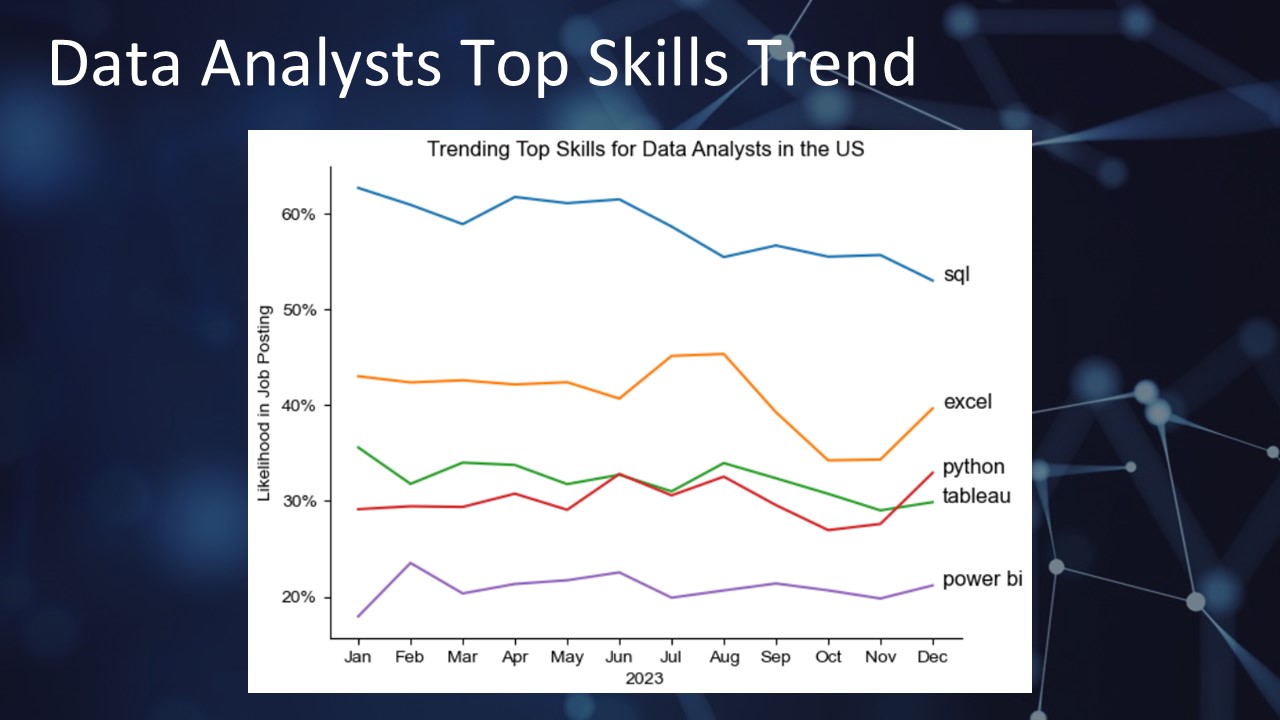 Data Analysts Top Skills Trend
Trending Top Skills for Data Analysts in the US
Likelihood in Job Posting
60%
50%
40%
30%
20%
sql
excel
python
tableau
power bi
Jan Feb Mar Apr May Jun Jul Aug Sep Oct Nov Dec
2023